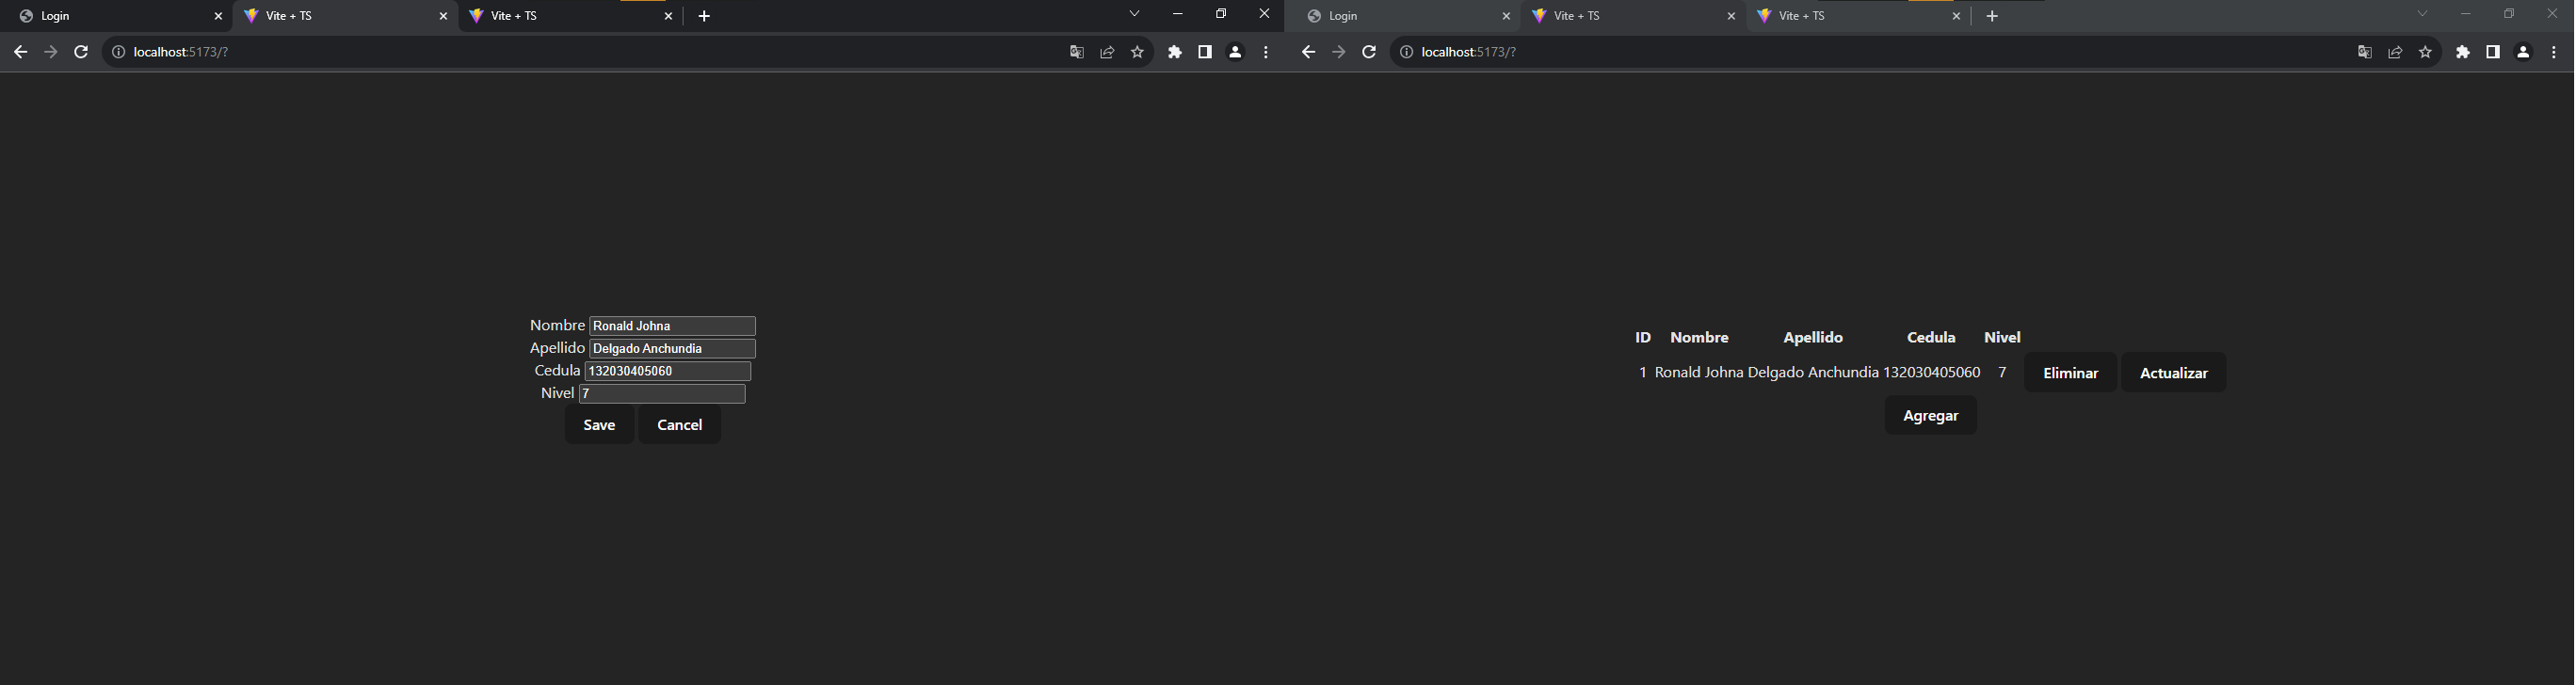 Login
Vite + TS
Vite + TS
localhost:5173/?
Nombre Ronald Johna
Apellido Delgado Anchundia
Cedula 132030405060
Nivel 7
Save Cancel
Login
Vite + TS
Vite + TS
localhost:5173/?
ID Nombre Apellido Cedula Nivel
1 Ronald Johna Delgado Anchundia 132030405060 7 Eliminar Actualizar
Agregar